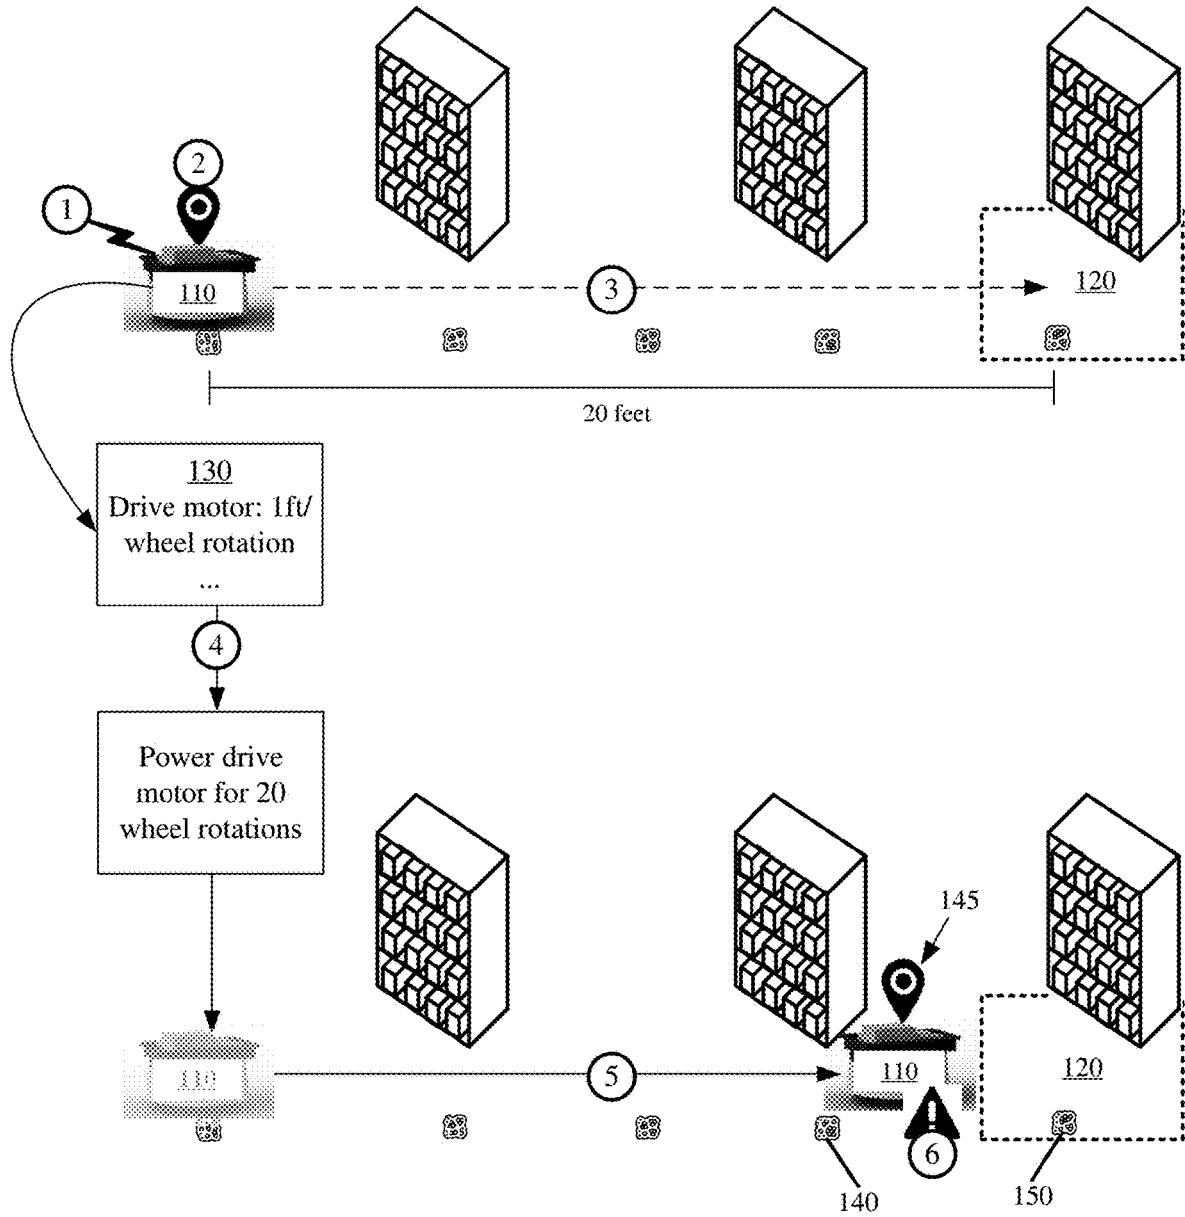 2
1
110
3
120
20 feet
130
Drive motor: 1ft/
wheel rotation
...
4
Power drive
motor for 20
wheel rotations
145
110
5
110
120
!
6
140
150